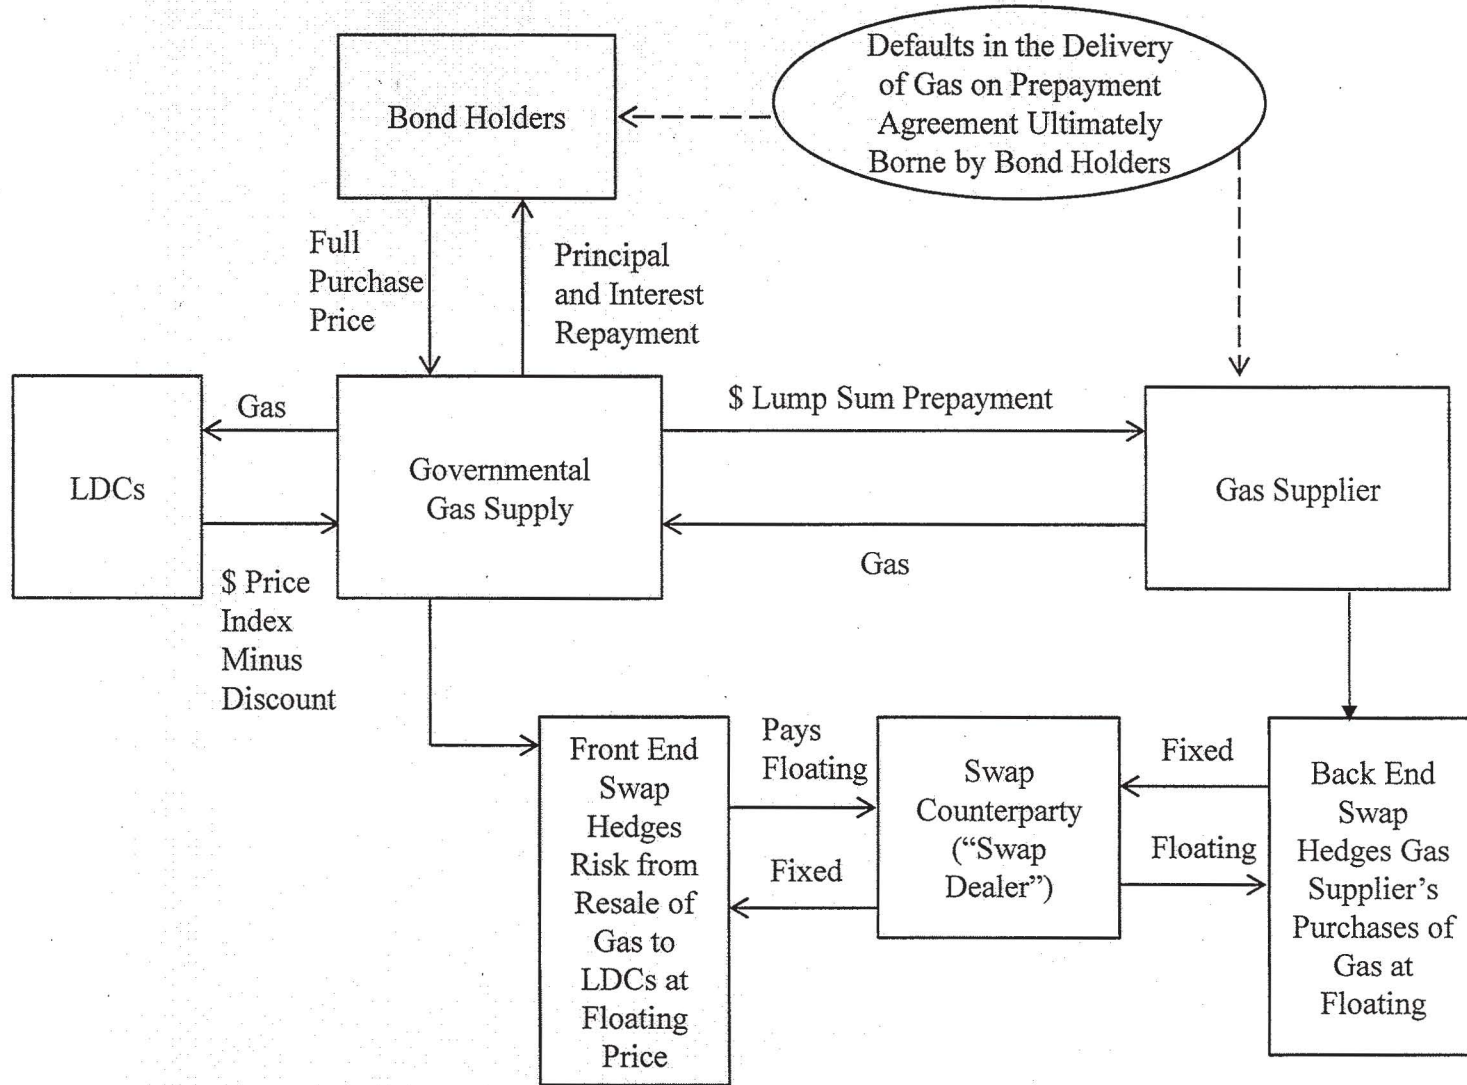 Bond Holders
Defaults in the Delivery
of Gas on Prepayment
Agreement Ultimately
Borne by Bond Holders
Full
Purchase
Price
Principal
and Interest
Repayment
LDCs
Gas
$ Price
Index
Minus
Discount
Governmental
Gas Supply
$ Lump Sum Prepayment
Gas
Gas Supplier
Front End
Swap
Hedges
Risk from
Resale of
Gas to
LDCs at
Floating
Price
Pays
Floating
Fixed
Swap
Counterparty
(“Swap
Dealer”)
Fixed
Floating
Back End
Swap
Hedges Gas
Supplier’s
Purchases of
Gas at
Floating